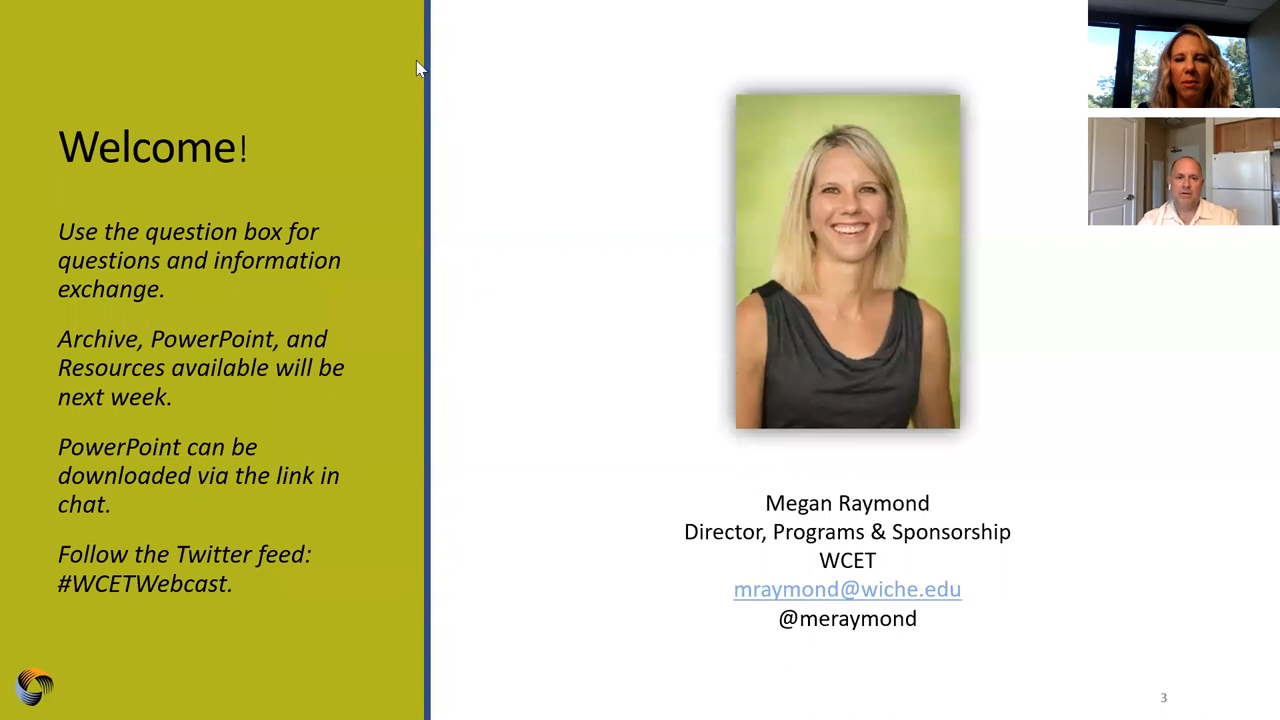 Welcome!
Use the question box for
questions and information
exchange.
Archive, PowerPoint, and
Resources available will be
next week.
PowerPoint can be
downloaded via the link in
chat.
Follow the Twitter feed:
#WCETWebcast.
Megan Raymond
Director, Programs & Sponsorship
WCET
mraymond@wiche.edu
@meraymond
3